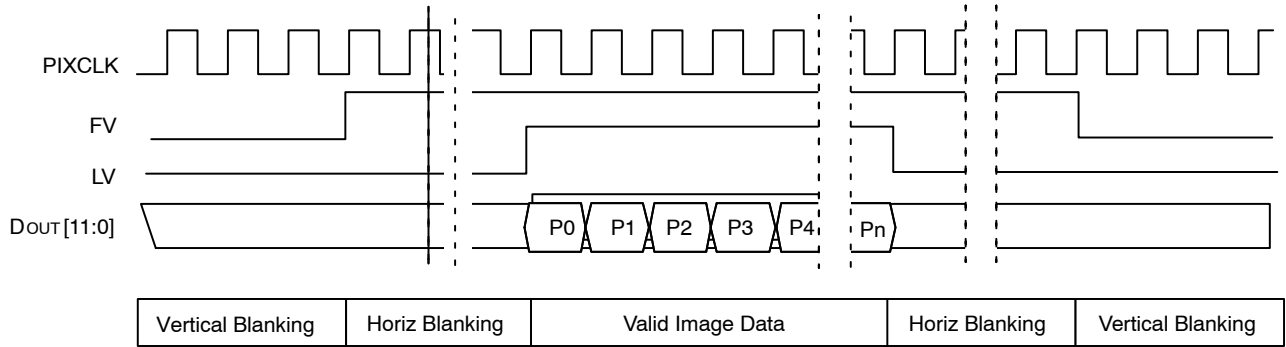 PIXCLK
FV
LV
DOUT[11:0]
P0 P1 P2 P3 P4 Pn
Vertical Blanking Horiz Blanking Valid Image Data Horiz Blanking Vertical Blanking